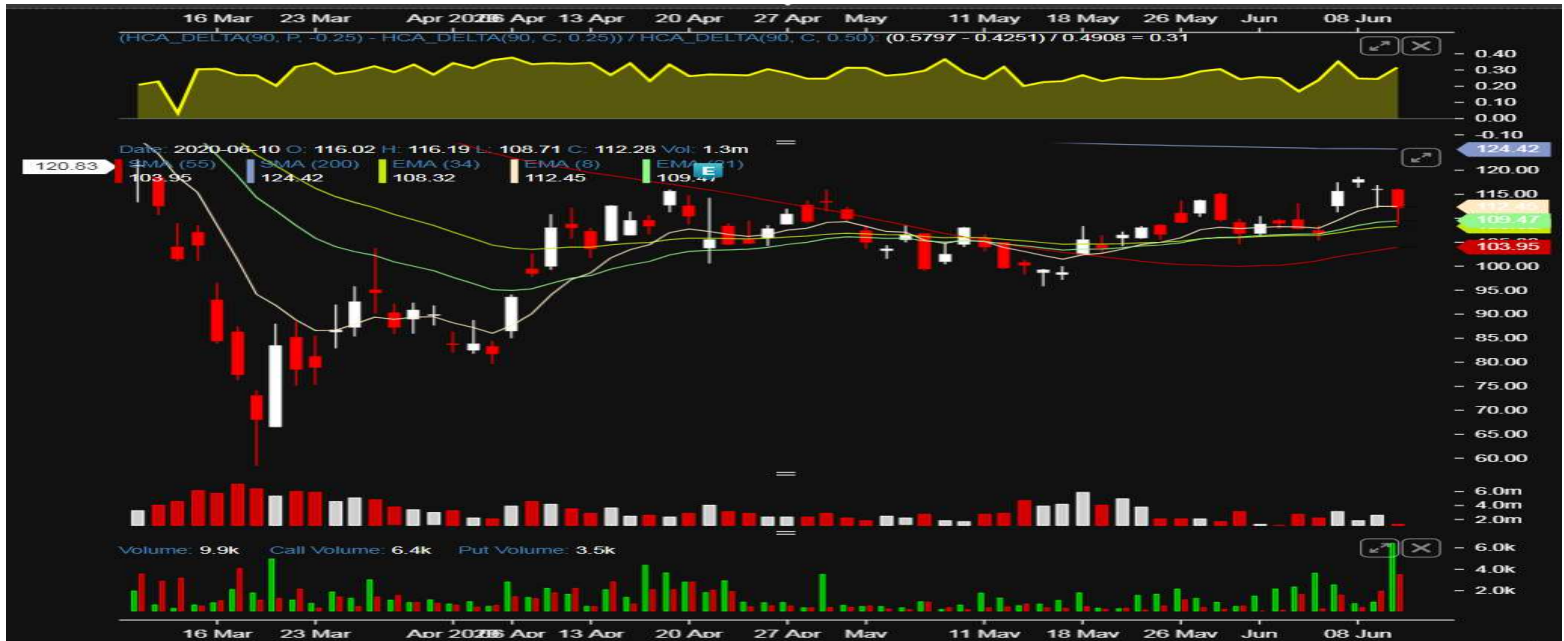 16 Mar 23 Mar Apr 2020 06 Apr 13 Apr 20 Apr 27 Apr May 11 May 18 May 26 May Jun 08 Jun
(HCA_DELTA(90, P, -0.25) - HCA_DELTA(90, C, 0.25)) / HCA_DELTA(90, C, 0.50): (0.5797 - 0.4251) / 0.4908 = 0.31
0.40
0.30
0.20
0.10
0.00
-0.10
Date: 2020-06-10 O: 116.02 H: 116.19 L: 108.71 C: 112.28 Vol: 1.3m
SMA (55) SMA (200) EMA (34) EMA (8) EMA (21)
103.95 124.42 108.32 112.45 109.47
E
120.83
124.42
120.00
115.00
112.45
109.47
103.95
100.00
95.00
90.00
85.00
80.00
75.00
70.00
65.00
60.00
6.0m
4.0m
2.0m
Volume: 9.9k Call Volume: 6.4k Put Volume: 3.5k
6.0k
4.0k
2.0k
16 Mar 23 Mar Apr 2020 06 Apr 13 Apr 20 Apr 27 Apr May 11 May 18 May 26 May Jun 08 Jun